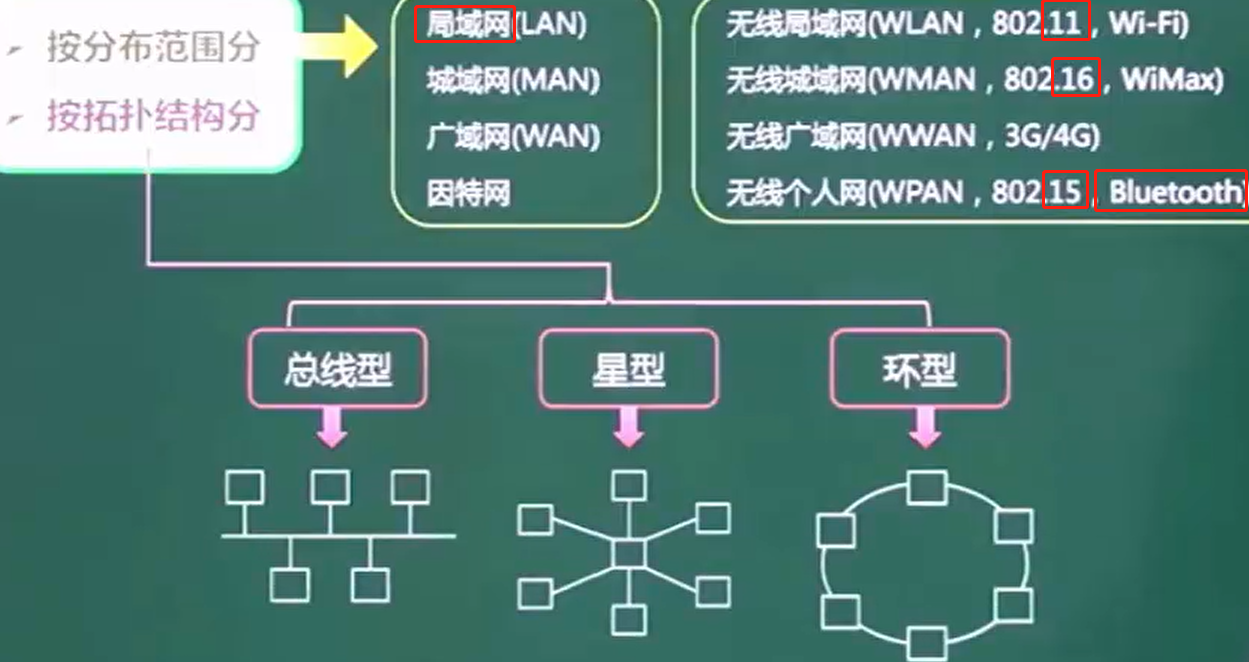 按分布范围分
按拓扑结构分
局域网(LAN)
城域网(MAN)
广域网(WAN)
因特网
无线局域网(WLAN，802.11，Wi-Fi)
无线城域网(WMAN，802.16，WiMax)
无线广域网(WWAN，3G/4G)
无线个人网(WPAN，802.15，Bluetooth)
总线型
星型
环型